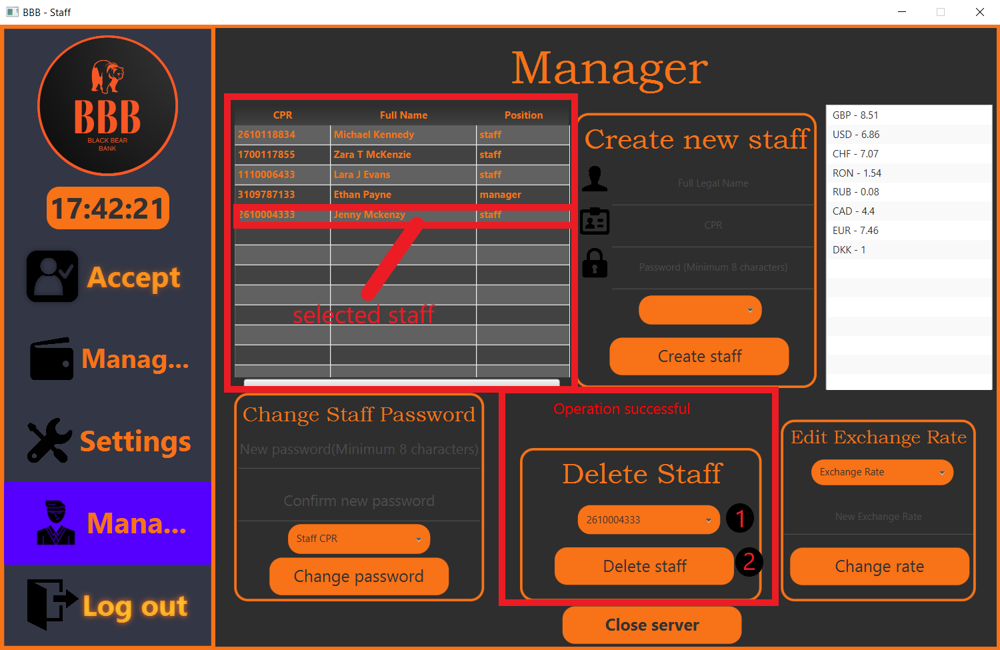 BBB - Staff
BBB
BLACK BEAR
BANK
17:42:21
Accept
Manag...
Settings
Mana...
Log out
Manager
CPR Full Name Position
2610118834 Michael Kennedy staff
1700117855 Zara T McKenzie staff
1110006433 Lara J Evans staff
3109787133 Ethan Payne manager
2610004333 Jenny Mckenzy staff
selected staff
Create new staff
Full Legal Name
CPR
Password (Minimum 8 characters)
Create staff
GBP - 8.51
USD - 6.86
CHF - 7.07
RON - 1.54
RUB - 0.08
CAD - 4.4
EUR - 7.46
DKK - 1
Change Staff Password
New password(Minimum 8 characters)
Confirm new password
Staff CPR
Change password
Operation successful
Delete Staff
2610004333 1
Delete staff 2
Edit Exchange Rate
Exchange Rate
New Exchange Rate
Change rate
Close server